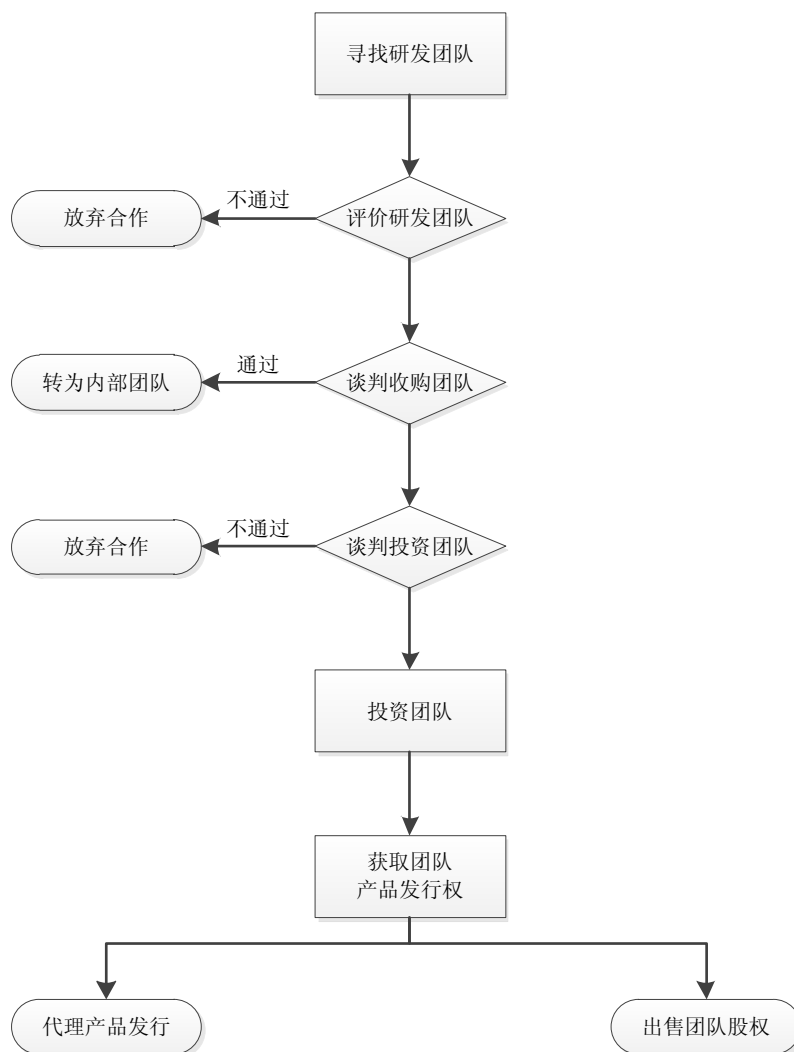 寻找研发团队
不通过
放弃合作
评价研发团队
通过
转为内部团队
谈判收购团队
不通过
放弃合作
谈判投资团队
投资团队
获取团队
产品发行权
代理产品发行
出售团队股权